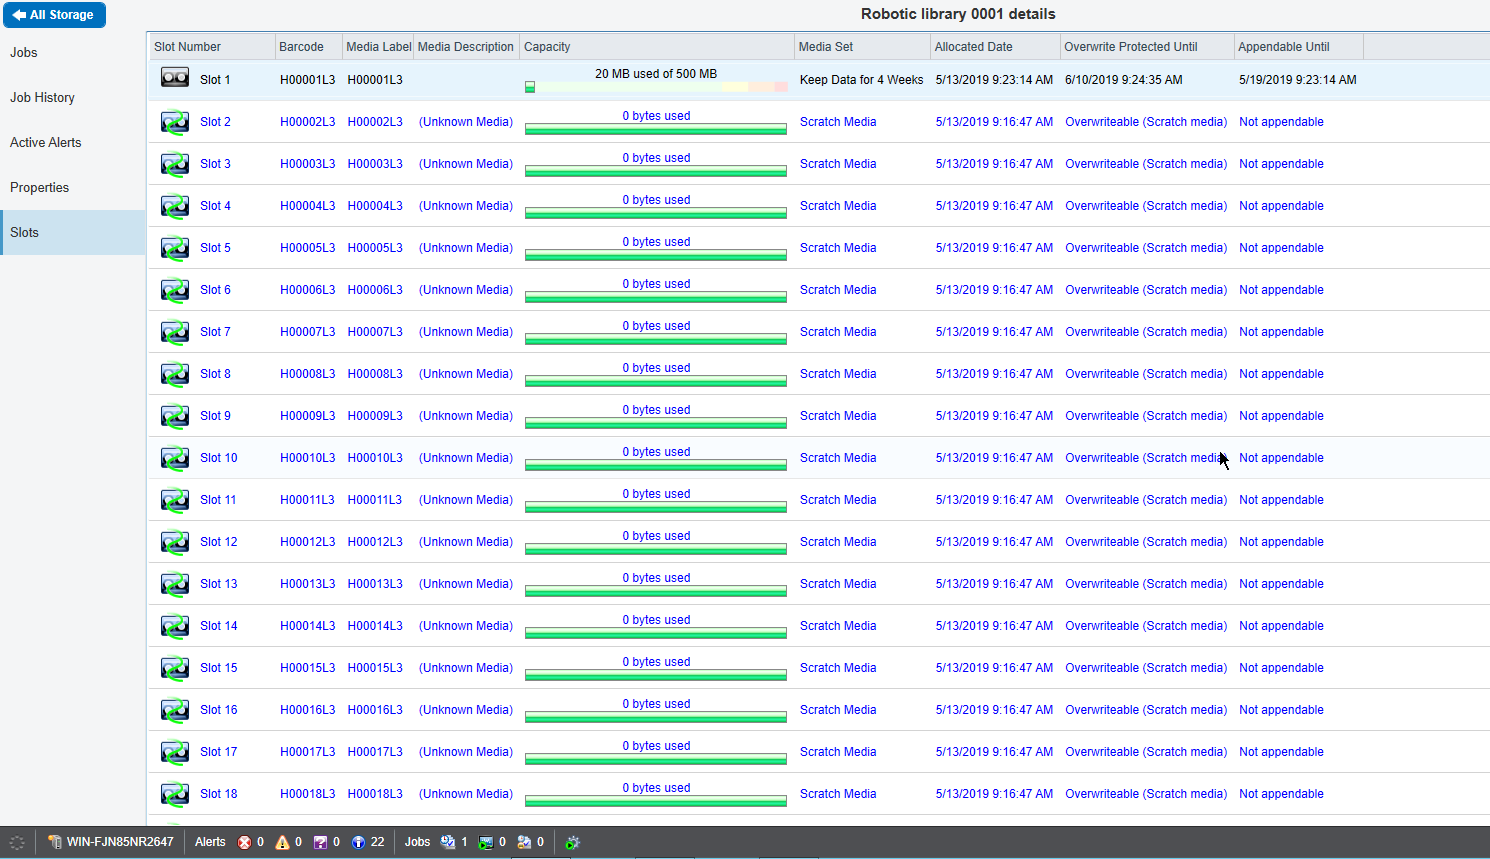 All Storage
Robotic library 0001 details
Jobs
Job History
Active Alerts
Properties
Slots
Slot Number Barcode Media Label Media Description Capacity Media Set Allocated Date Overwrite Protected Until Appendable Until
Slot 1 H00001L3 H00001L3 20 MB used of 500 MB Keep Data for 4 Weeks 5/13/2019 9:23:14 AM 6/10/2019 9:24:35 AM 5/19/2019 9:23:14 AM
Slot 2 H00002L3 H00002L3 (Unknown Media) 0 bytes used Scratch Media 5/13/2019 9:16:47 AM Overwriteable (Scratch media) Not appendable
Slot 3 H00003L3 H00003L3 (Unknown Media) 0 bytes used Scratch Media 5/13/2019 9:16:47 AM Overwriteable (Scratch media) Not appendable
Slot 4 H00004L3 H00004L3 (Unknown Media) 0 bytes used Scratch Media 5/13/2019 9:16:47 AM Overwriteable (Scratch media) Not appendable
Slot 5 H00005L3 H00005L3 (Unknown Media) 0 bytes used Scratch Media 5/13/2019 9:16:47 AM Overwriteable (Scratch media) Not appendable
Slot 6 H00006L3 H00006L3 (Unknown Media) 0 bytes used Scratch Media 5/13/2019 9:16:47 AM Overwriteable (Scratch media) Not appendable
Slot 7 H00007L3 H00007L3 (Unknown Media) 0 bytes used Scratch Media 5/13/2019 9:16:47 AM Overwriteable (Scratch media) Not appendable
Slot 8 H00008L3 H00008L3 (Unknown Media) 0 bytes used Scratch Media 5/13/2019 9:16:47 AM Overwriteable (Scratch media) Not appendable
Slot 9 H00009L3 H00009L3 (Unknown Media) 0 bytes used Scratch Media 5/13/2019 9:16:47 AM Overwriteable (Scratch media) Not appendable
Slot 10 H00010L3 H00010L3 (Unknown Media) 0 bytes used Scratch Media 5/13/2019 9:16:47 AM Overwriteable (Scratch media) Not appendable
Slot 11 H00011L3 H00011L3 (Unknown Media) 0 bytes used Scratch Media 5/13/2019 9:16:47 AM Overwriteable (Scratch media) Not appendable
Slot 12 H00012L3 H00012L3 (Unknown Media) 0 bytes used Scratch Media 5/13/2019 9:16:47 AM Overwriteable (Scratch media) Not appendable
Slot 13 H00013L3 H00013L3 (Unknown Media) 0 bytes used Scratch Media 5/13/2019 9:16:47 AM Overwriteable (Scratch media) Not appendable
Slot 14 H00014L3 H00014L3 (Unknown Media) 0 bytes used Scratch Media 5/13/2019 9:16:47 AM Overwriteable (Scratch media) Not appendable
Slot 15 H00015L3 H00015L3 (Unknown Media) 0 bytes used Scratch Media 5/13/2019 9:16:47 AM Overwriteable (Scratch media) Not appendable
Slot 16 H00016L3 H00016L3 (Unknown Media) 0 bytes used Scratch Media 5/13/2019 9:16:47 AM Overwriteable (Scratch media) Not appendable
Slot 17 H00017L3 H00017L3 (Unknown Media) 0 bytes used Scratch Media 5/13/2019 9:16:47 AM Overwriteable (Scratch media) Not appendable
Slot 18 H00018L3 H00018L3 (Unknown Media) 0 bytes used Scratch Media 5/13/2019 9:16:47 AM Overwriteable (Scratch media) Not appendable
WIN-FJN85NR2647 Alerts 0 0 0 22 Jobs 1 0 0